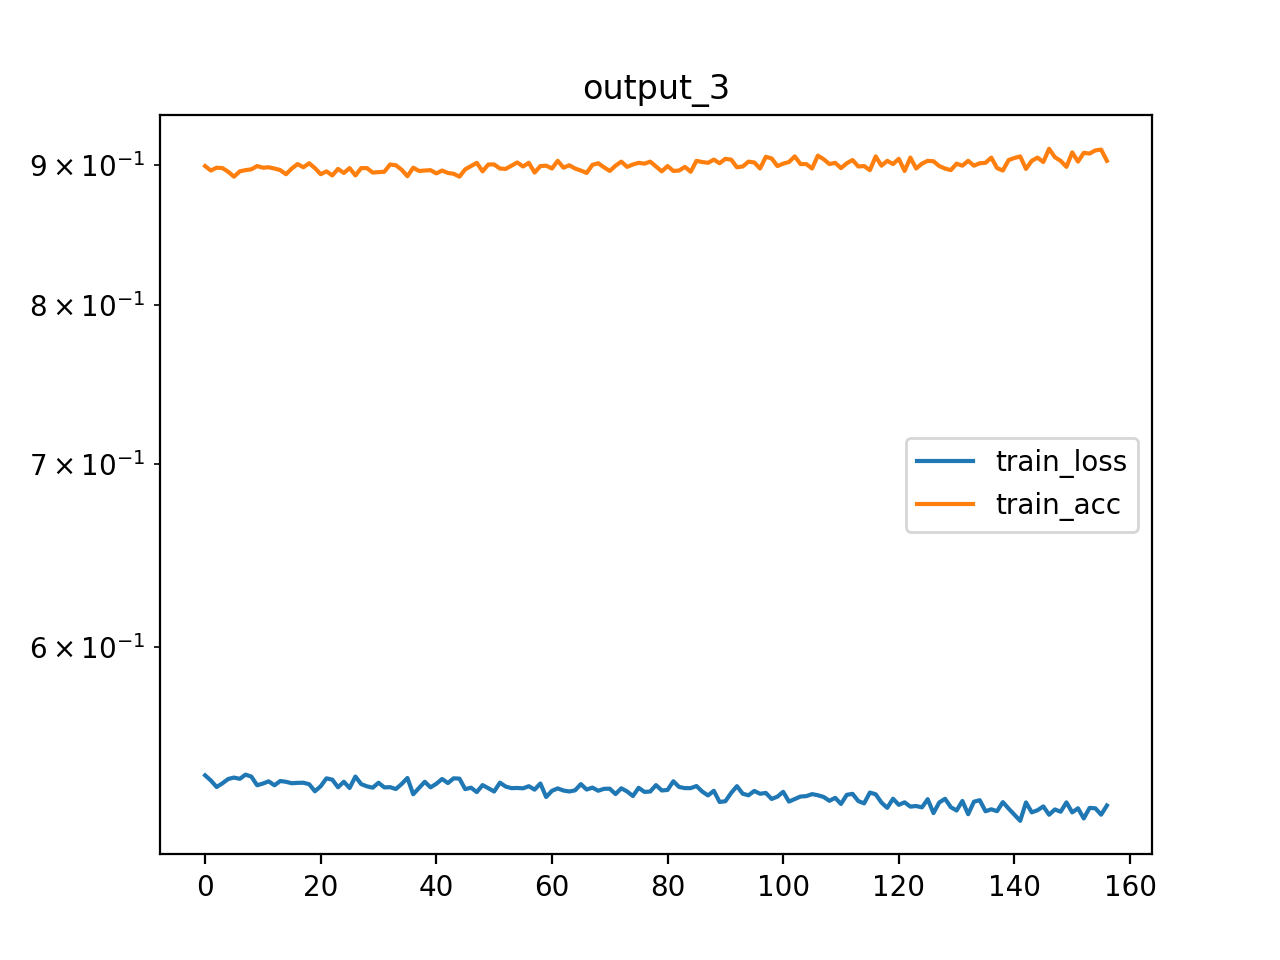 output_3
9 × 10⁻¹
8 × 10⁻¹
7 × 10⁻¹
6 × 10⁻¹
train_loss
train_acc
0 20 40 60 80 100 120 140 160